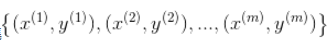 {(x^{(1)}, y^{(1)}), (x^{(2)}, y^{(2)}), ..., (x^{(m)}, y^{(m)})}